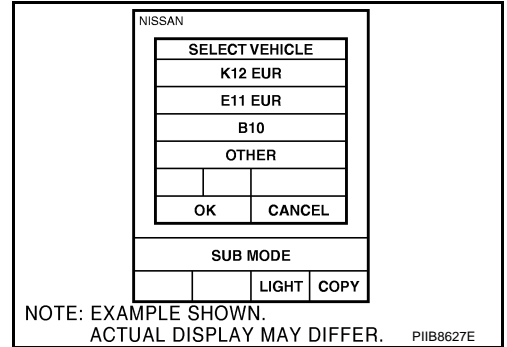 NISSAN
SELECT VEHICLE
K12 EUR
E11 EUR
B10
OTHER
OK CANCEL
SUB MODE
LIGHT COPY
NOTE: EXAMPLE SHOWN.
ACTUAL DISPLAY MAY DIFFER. PIIB8627E